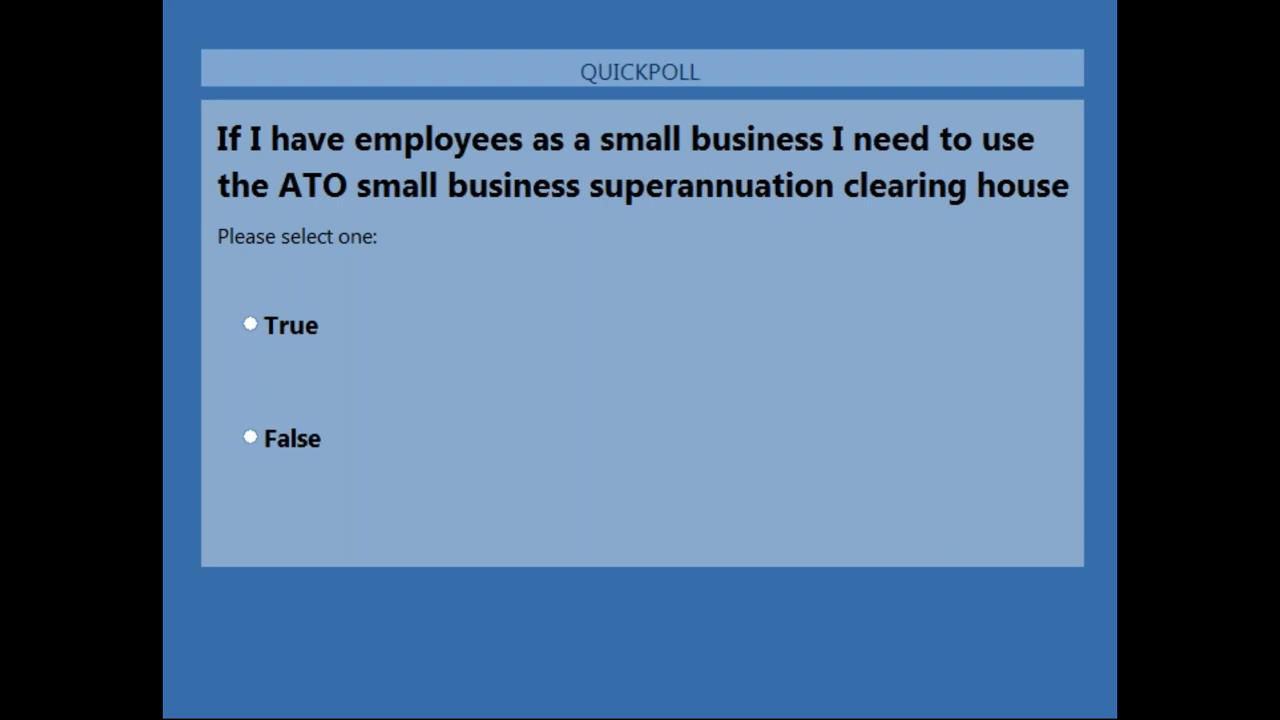 QUICKPOLL
If I have employees as a small business I need to use
the ATO small business superannuation clearing house
Please select one:
True
False